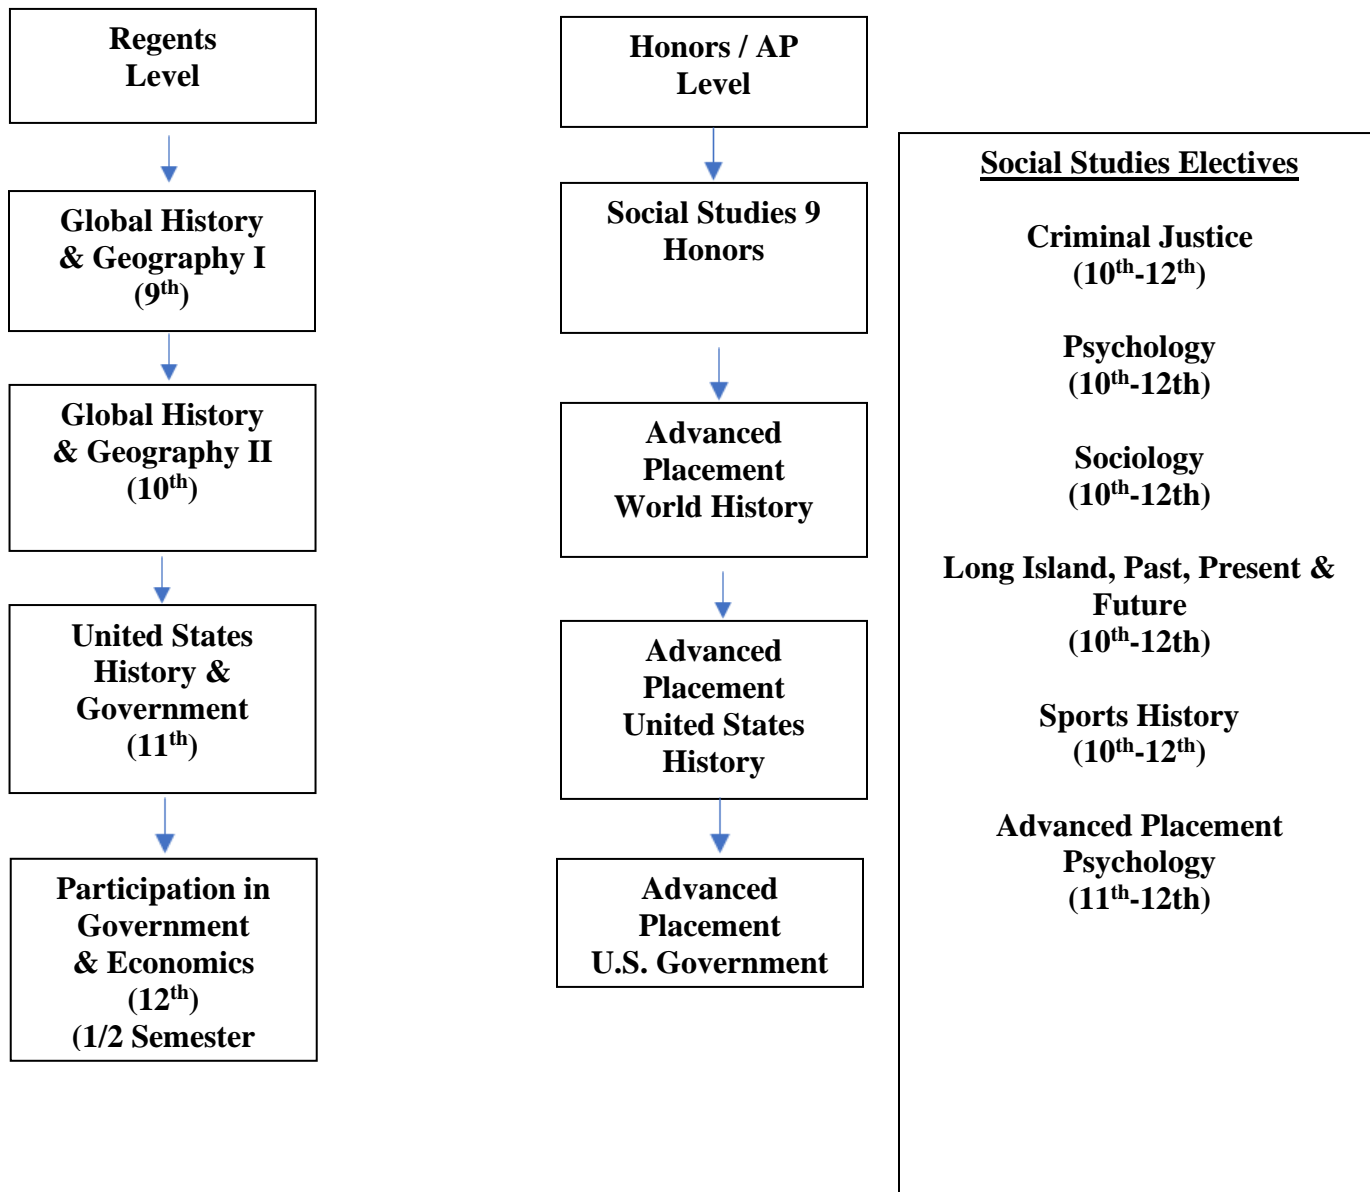 Regents
Level
Global History
& Geography I
(9th)
Global History
& Geography II
(10th)
United States
History &
Government
(11th)
Participation in
Government
& Economics
(12th)
(1/2 Semester
Honors / AP
Level
Social Studies 9
Honors
Advanced
Placement
World History
Advanced
Placement
United States
History
Advanced
Placement
U.S. Government
Social Studies Electives
Criminal Justice
(10th-12th)
Psychology
(10th-12th)
Sociology
(10th-12th)
Long Island, Past, Present &
Future
(10th-12th)
Sports History
(10th-12th)
Advanced Placement
Psychology
(11th-12th)